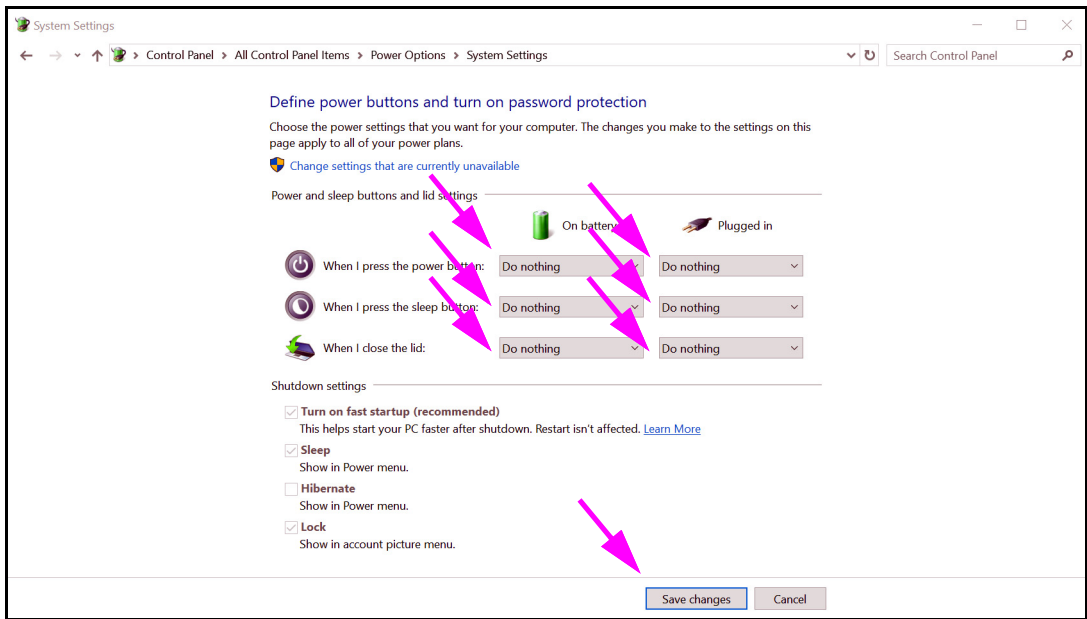 System Settings
Control Panel > All Control Panel Items > Power Options > System Settings
Search Control Panel
Define power buttons and turn on password protection
Choose the power settings that you want for your computer. The changes you make to the settings on this
page apply to all of your power plans.
Change settings that are currently unavailable
Power and sleep buttons and lid settings
On battery
Plugged in
When I press the power button: Do nothing Do nothing
When I press the sleep button: Do nothing Do nothing
When I close the lid: Do nothing Do nothing
Shutdown settings
Turn on fast startup (recommended)
This helps start your PC faster after shutdown. Restart isn't affected. Learn More
Sleep
Show in Power menu.
Hibernate
Show in Power menu.
Lock
Show in account picture menu.
Save changes
Cancel